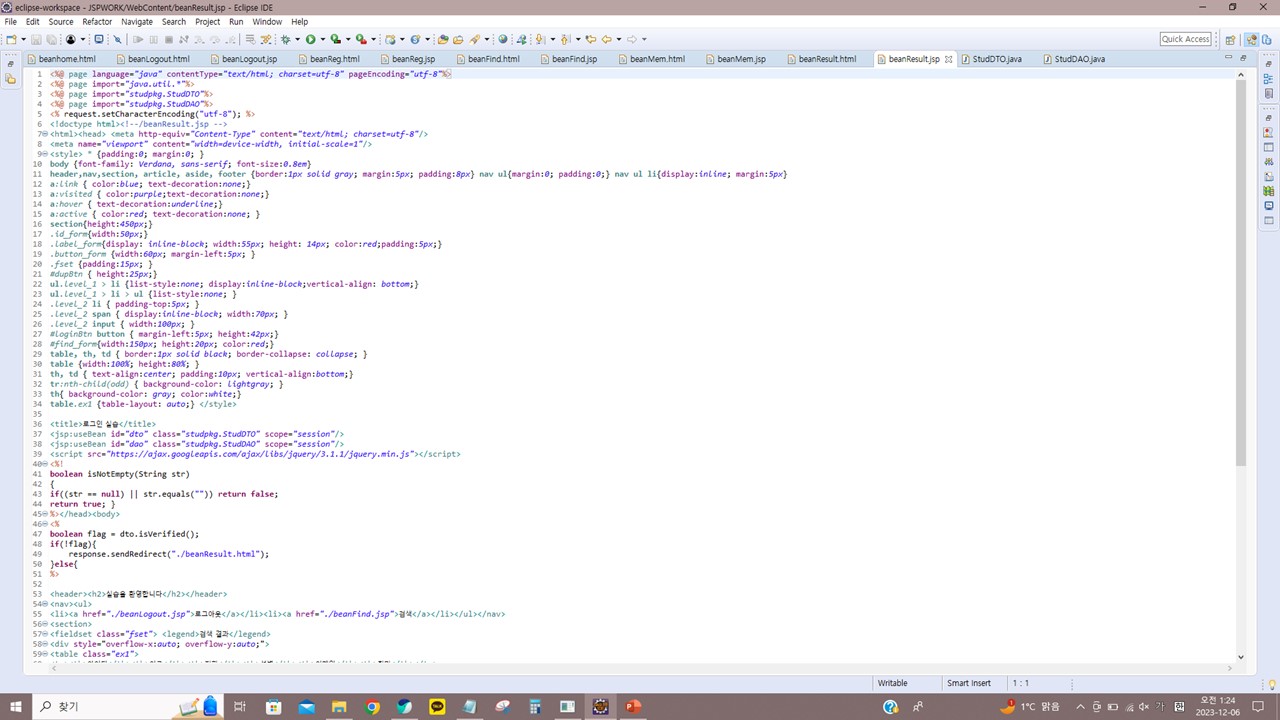 eclipse-workspace - JSPWORK/WebContent/beanResult.jsp - Eclipse IDE
File Edit Source Refactor Navigate Search Project Run Window Help
Quick Access
beanhome.html beanLogout.html beanLogout.jsp beanReg.html beanReg.jsp beanFind.html beanFind.jsp beanMem.html beanMem.jsp beanResult.html beanResult.jsp StudDTO.java StudDAO.java
1 <%@ page language="java" contentType="text/html; charset=utf-8" pageEncoding="utf-8"%>
2 <%@ page import="java.util.*"%>
3 <%@ page import="studpkg.StudDTO"%>
4 <%@ page import="studpkg.StudDAO"%>
5 <% request.setCharacterEncoding("utf-8"); %>
6 <!doctype html><!--/beanResult.jsp -->
7 <html><head> <meta http-equiv="Content-Type" content="text/html; charset=utf-8"/>
8 <meta name="viewport" content="width=device-width, initial-scale=1"/>
9 <style> * {padding:0; margin:0; }
10 body {font-family: Verdana, sans-serif; font-size:0.8em}
11 header,nav,section, article, aside, footer {border:1px solid gray; margin:5px; padding:8px} nav ul{margin:0; padding:0;} nav ul li{display:inline; margin:5px}
12 a:link { color:blue; text-decoration:none;}
13 a:visited { color:purple;text-decoration:none;}
14 a:hover { text-decoration:underline;}
15 a:active { color:red; text-decoration:none; }
16 section{height:450px;}
17 .id_form{width:50px;}
18 .label_form{display: inline-block; width:55px; height: 14px; color:red;padding:5px;}
19 .button_form {width:60px; margin-left:5px; }
20 .fset {padding:15px; }
21 #dupBtn { height:25px;}
22 ul.level_1 > li {list-style:none; display:inline-block;vertical-align: bottom;}
23 ul.level_1 > li > ul {list-style:none; }
24 .level_2 li { padding-top:5px; }
25 .level_2 span { display:inline-block; width:70px; }
26 .level_2 input { width:100px; }
27 #loginBtn button { margin-left:5px; height:42px;}
28 #find_form{width:150px; height:20px; color:red;}
29 table, th, td { border:1px solid black; border-collapse: collapse; }
30 table {width:100%; height:80%; }
31 th, td { text-align:center; padding:10px; vertical-align:bottom;}
32 tr:nth-child(odd) { background-color: lightgray; }
33 th{ background-color: gray; color:white;}
34 table.ex1 {table-layout: auto;} </style>
35
36 <title>로그인 실습</title>
37 <jsp:useBean id="dto" class="studpkg.StudDTO" scope="session"/>
38 <jsp:useBean id="dao" class="studpkg.StudDAO" scope="session"/>
39 <script src="https://ajax.googleapis.com/ajax/libs/jquery/3.1.1/jquery.min.js"></script>
40 <%!
41 boolean isNotEmpty(String str)
42 {
43 if((str == null) || str.equals("")) return false;
44 return true; }
45 %></head><body>
46 <%
47 boolean flag = dto.isVerified();
48 if(!flag){
49 response.sendRedirect("./beanResult.html");
50 }else{
51 %>
52
53 <header><h2>실습을 환영합니다</h2></header>
54 <nav><ul>
55 <li><a href="./beanLogout.jsp">로그아웃</a></li><li><a href="./beanFind.jsp">검색</a></li></ul></nav>
56 <section>
57 <fieldset class="fset"> <legend>검색 결과</legend>
58 <div style="overflow-x:auto; overflow-y:auto;">
59 <table class="ex1">
Writable Smart Insert 1 : 1
찾기
1°C 맑음
가
오전 1:24
2023-12-06